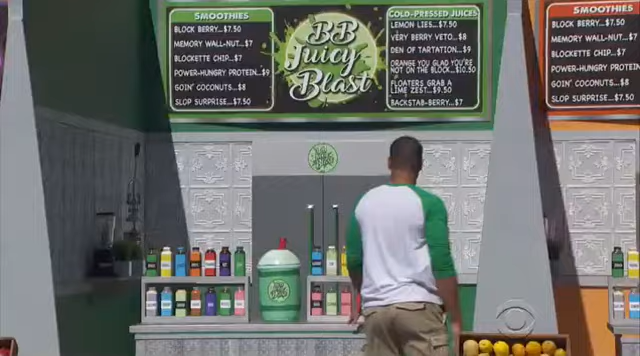 SMOOTHIES
BLOCK BERRY...$7.50
MEMORY WALL-NUT...$7
BLOCKETTE CHIP...$7
POWER-HUNGRY PROTEIN...$9
GOIN' COCONUTS...$8
SLOP SURPRISE...$7.50
BB
Juicy
Blast
COLD-PRESSED JUICES
LEMON LIES...$7.50
VERY BERRY VETO...$8
DEN OF TARTATION...$9
ORANGE YOU GLAD YOU'RE
NOT ON THE BLOCK...$10.50
FLOATERS GRAB A
LIME ZEST...$9.50
BACKSTAB-BERRY...$7
SMOOTHIES
BLOCK BERRY...$7.50
MEMORY WALL-NUT...$7
BLOCKETTE CHIP...$7
POWER-HUNGRY PROTEIN
GOIN' COCONUTS...$8
SLOP SURPRISE...$7.50